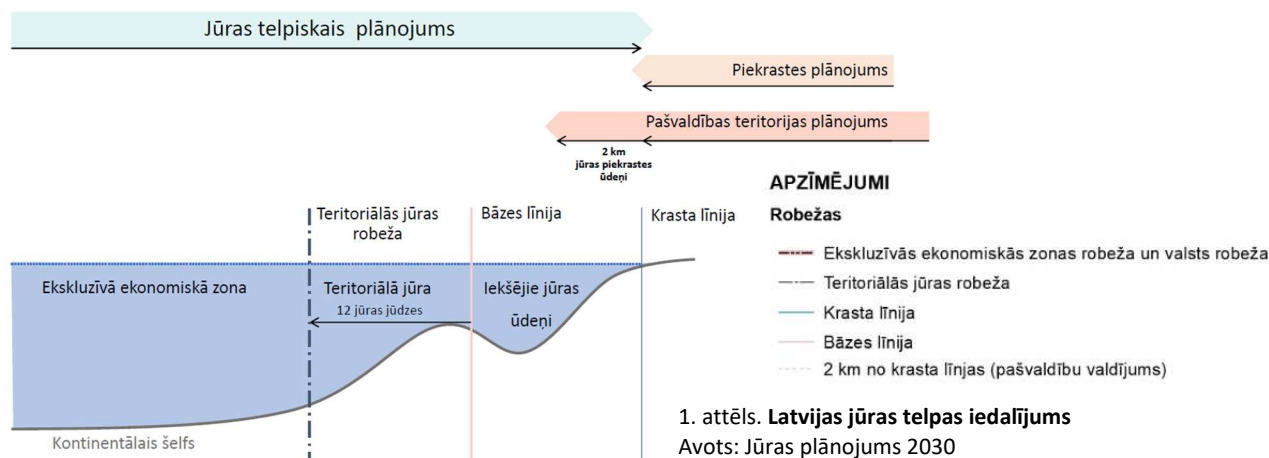 Jūras telpiskais plānojums
Piekrastes plānojums
Pašvaldības teritorijas plānojums
2 km
jūras piekrastes
ūdeņi
Teritoriālās jūras
robeža
Bāzes līnija
Krasta līnija
Ekskluzīvā ekonomiskā zona
Teritoriālā jūra
12 jūras jūdzes
Iekšējie jūras
ūdeņi
Kontinentālais šelfs
APZĪMĒJUMI
Robežas
Ekskluzīvās ekonomiskās zonas robeža un valsts robeža
Teritoriālās jūras robeža
Krasta līnija
Bāzes līnija
2 km no krasta līnjas (pašvaldību valdījums)
1. attēls. Latvijas jūras telpas iedalījums
Avots: Jūras plānojums 2030